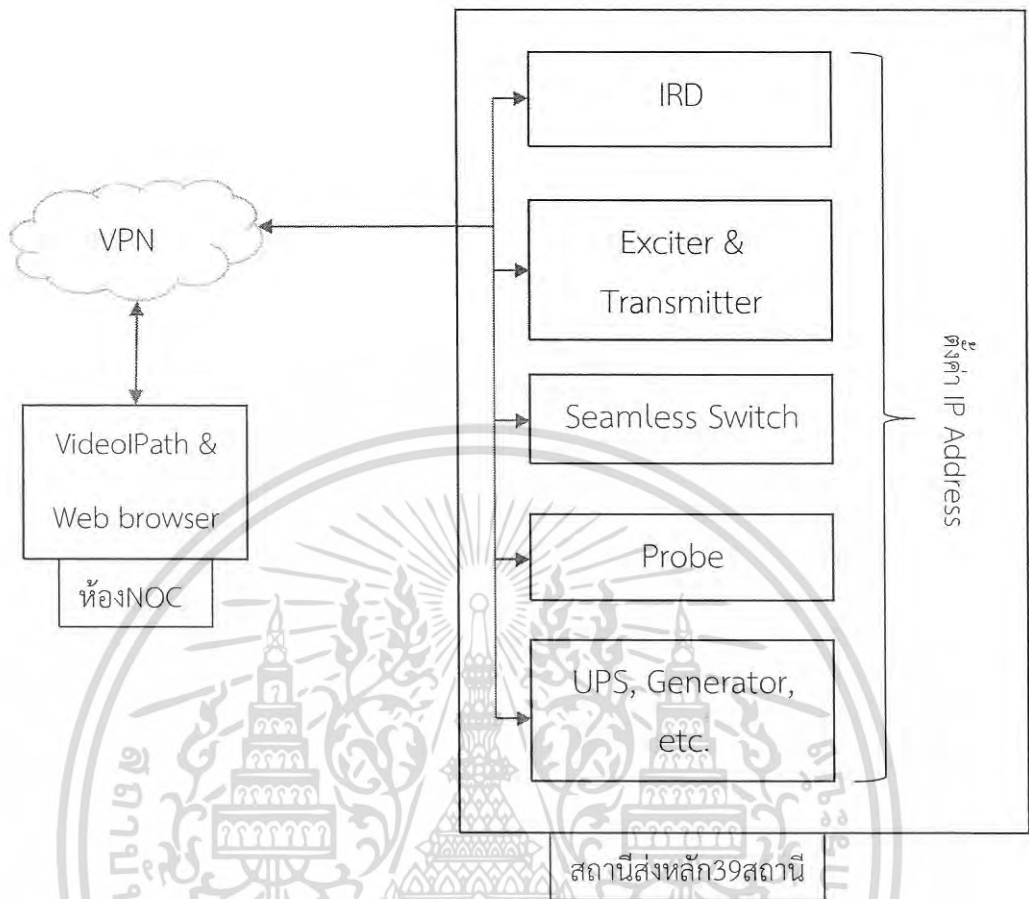 IRD
VPN
Exciter &
Transmitter
ตั้งค่า IP Address
Seamless Switch
VideoIPath &
Web browser
Probe
ห้องNOC
UPS, Generator,
etc.
สถานีส่งหลัก39สถานี